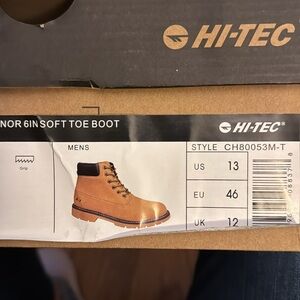 HI-TEC
NOR 6IN SOFT TOE BOOT
HI-TEC
MENS
STYLE CH80053M-T
Grip
US 13
EU 46
UK 12